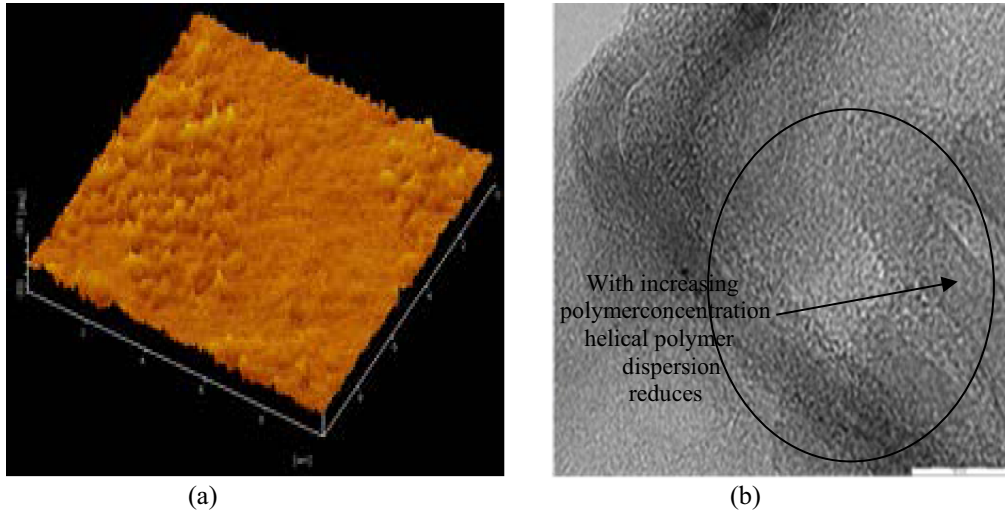 With increasing
polymerconcentration
helical polymer
dispersion
reduces
(a)
(b)